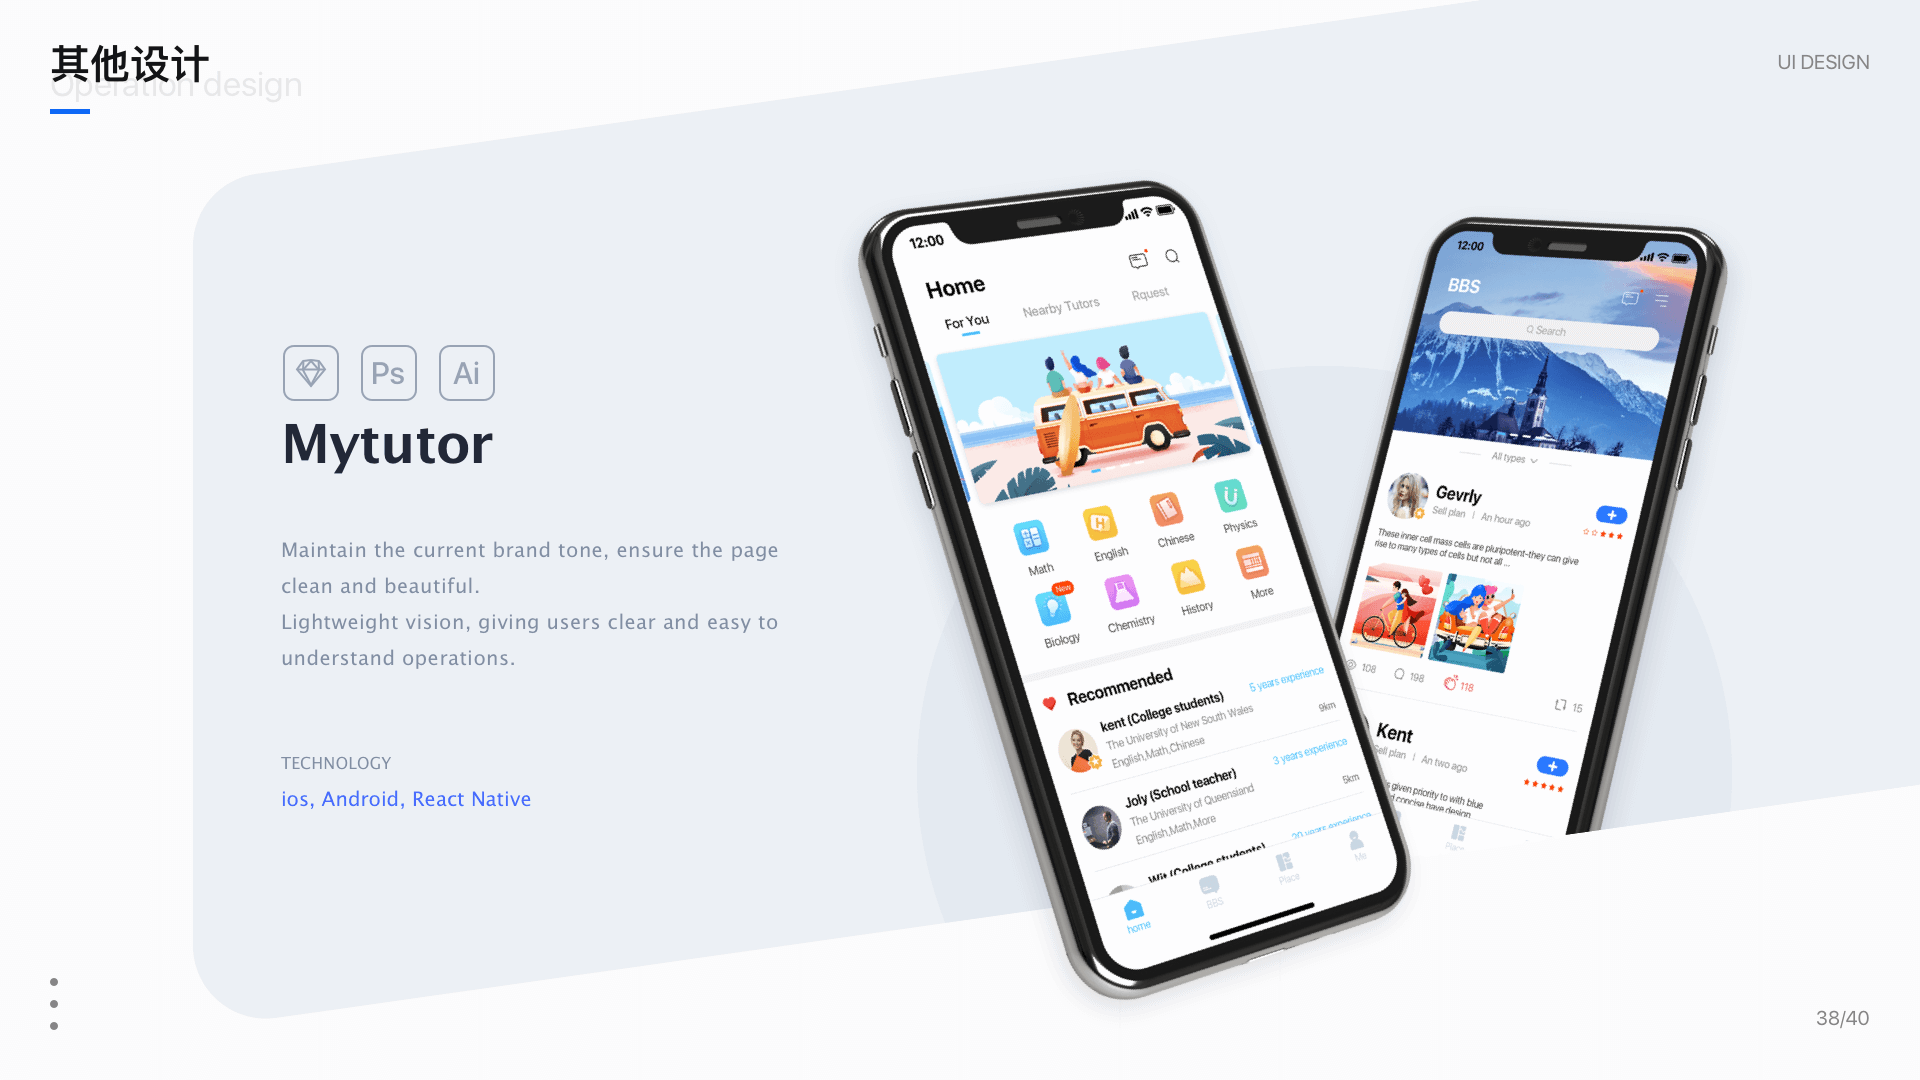 其他设计
Operation design
UI DESIGN
Ps
Ai
Mytutor
Maintain the current brand tone, ensure the page
clean and beautiful.
Lightweight vision, giving users clear and easy to
understand operations.
TECHNOLOGY
ios, Android, React Native
12:00
Home
For You
Nearby Tutors
Rquest
Math
English
Chinese
Physics
New
Biology
Chemistry
History
More
Recommended
kent (College students)
5 years experience
The University of New South Wales
9km
English,Math,Chinese
Joly (School teacher)
3 years experience
The University of Queensland
5km
English,Math,More
Wit (College students)
20 years experience
home
BBS
Place
Me
12:00
BBS
Search
All types
Gevrly
Sell plan | An hour ago
These inner cell mass cells are pluripotent-they can give
rise to many types of cells but not all ...
108
198
118
15
Kent
Sell plan | An two ago
given priority to with blue
concise have design
Place
38/40